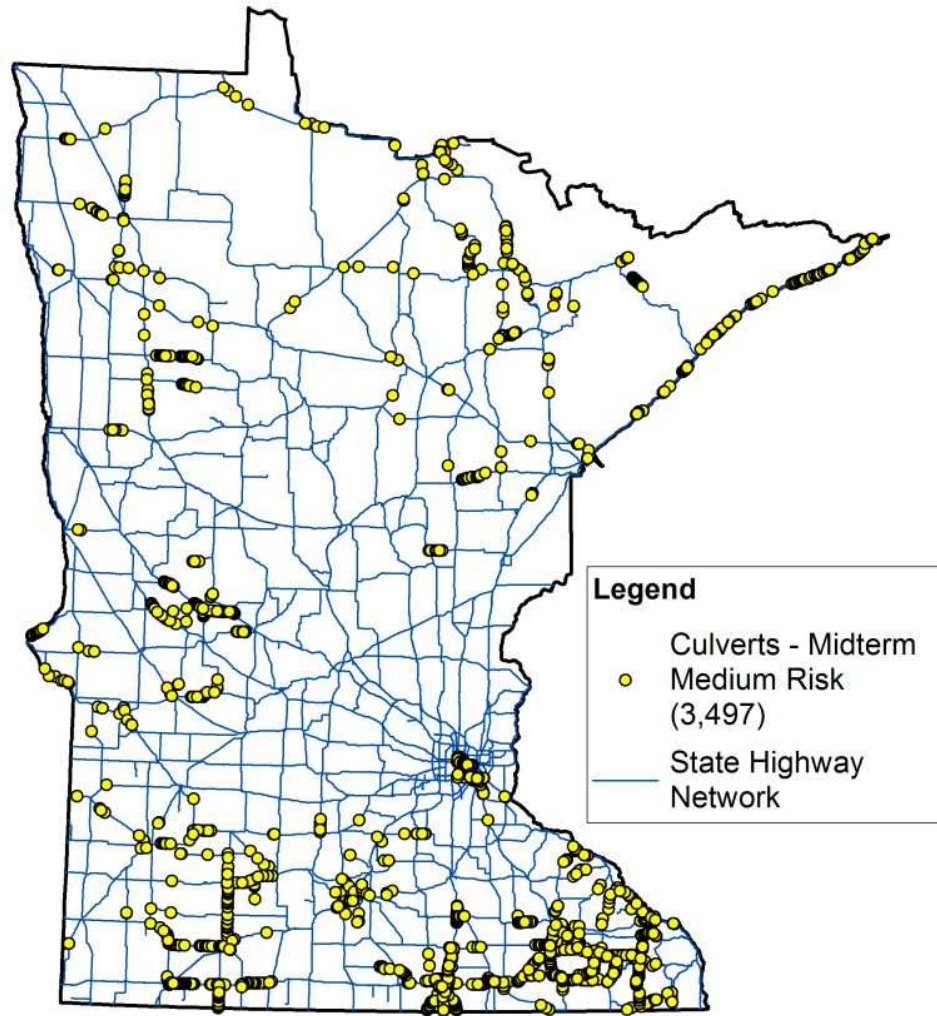 Legend
Culverts - Midterm
Medium Risk
(3,497)
State Highway
Network